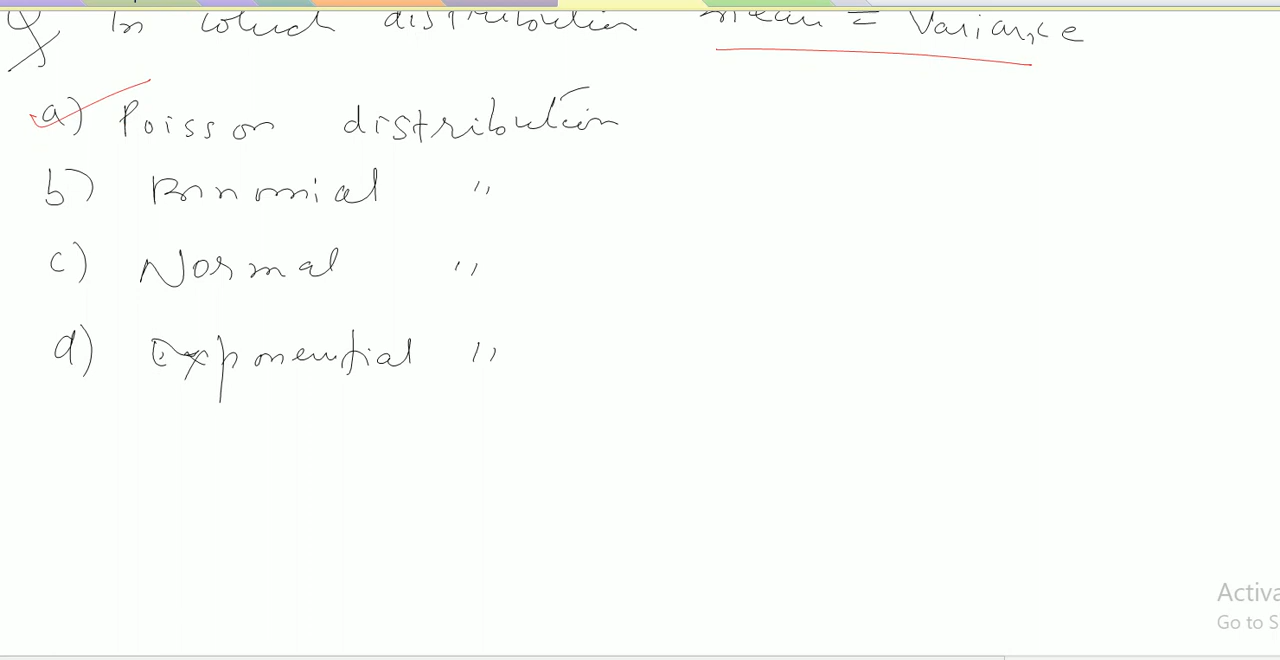 Q In which distribution mean = Variance
a) Poisson distribution
b) Binomial "
c) Normal "
d) Exponential "
Activa
Go to S